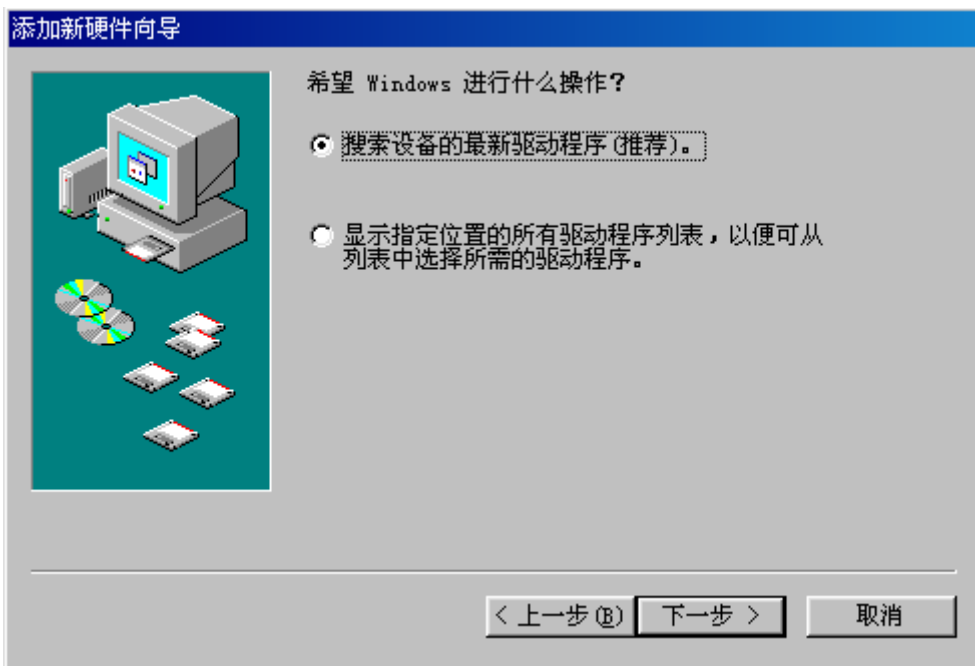 添加新硬件向导
希望 Windows 进行什么操作?
搜索设备的最新驱动程序(推荐)。
显示指定位置的所有驱动程序列表，以便可从
列表中选择所需的驱动程序。
< 上一步(B) 下一步 > 取消